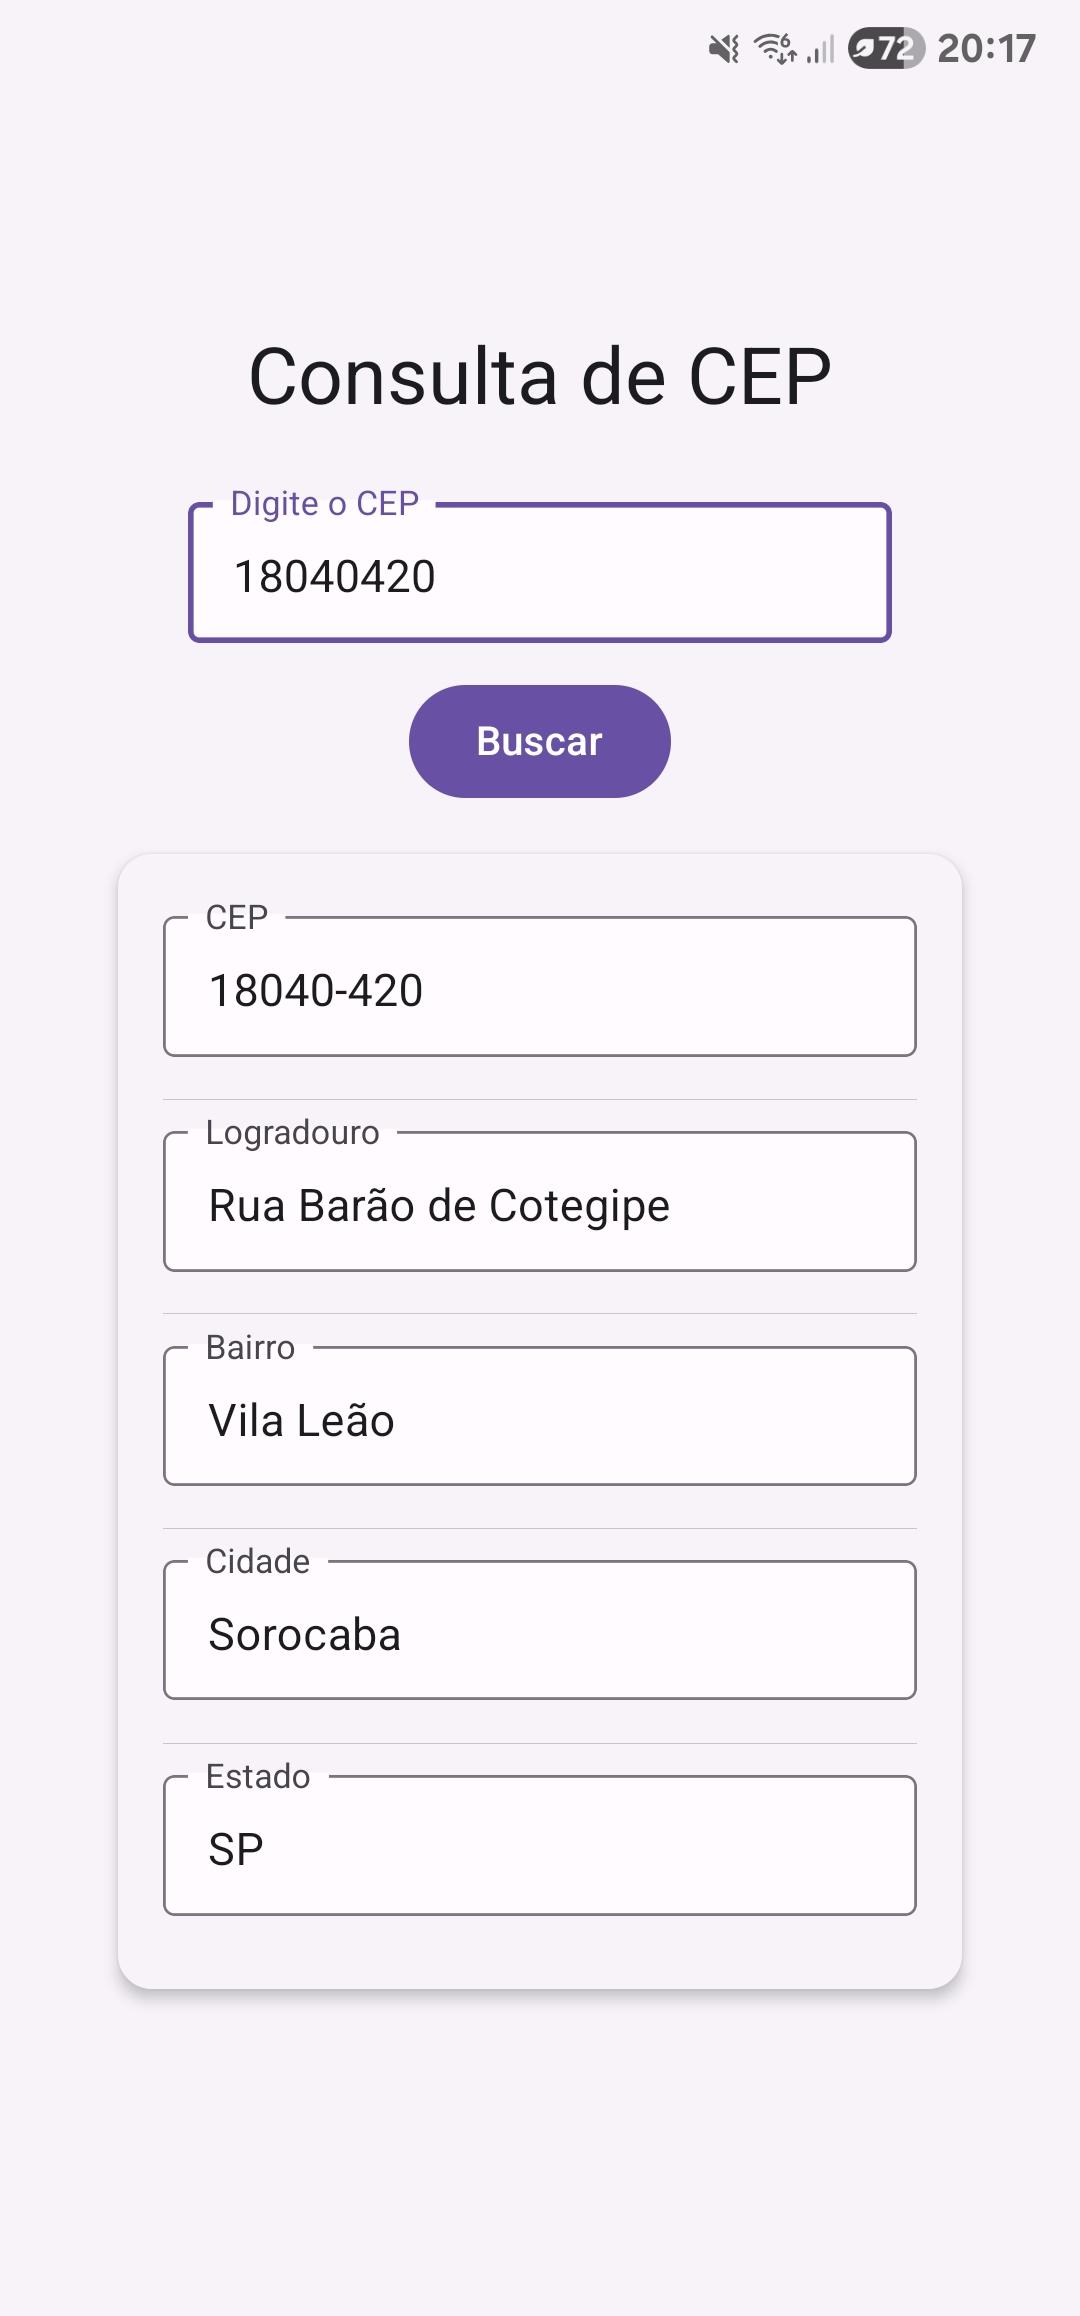 6 72 20:17
Consulta de CEP
Digite o CEP
18040420
Buscar
CEP
18040-420
Logradouro
Rua Barão de Cotegipe
Bairro
Vila Leão
Cidade
Sorocaba
Estado
SP